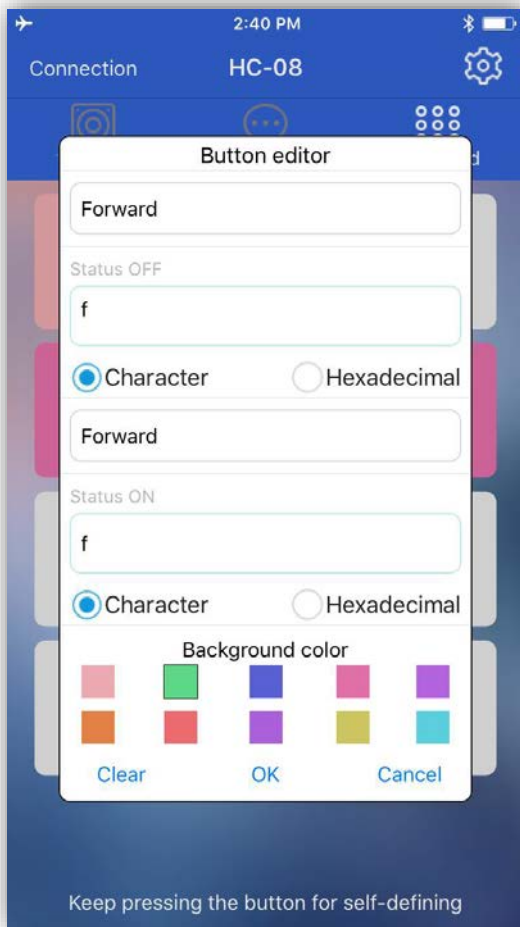 2:40 PM
Connection HC-08
Button editor
Forward
Status OFF
f
Character Hexadecimal
Forward
Status ON
f
Character Hexadecimal
Background color
Clear OK Cancel
Keep pressing the button for self-defining